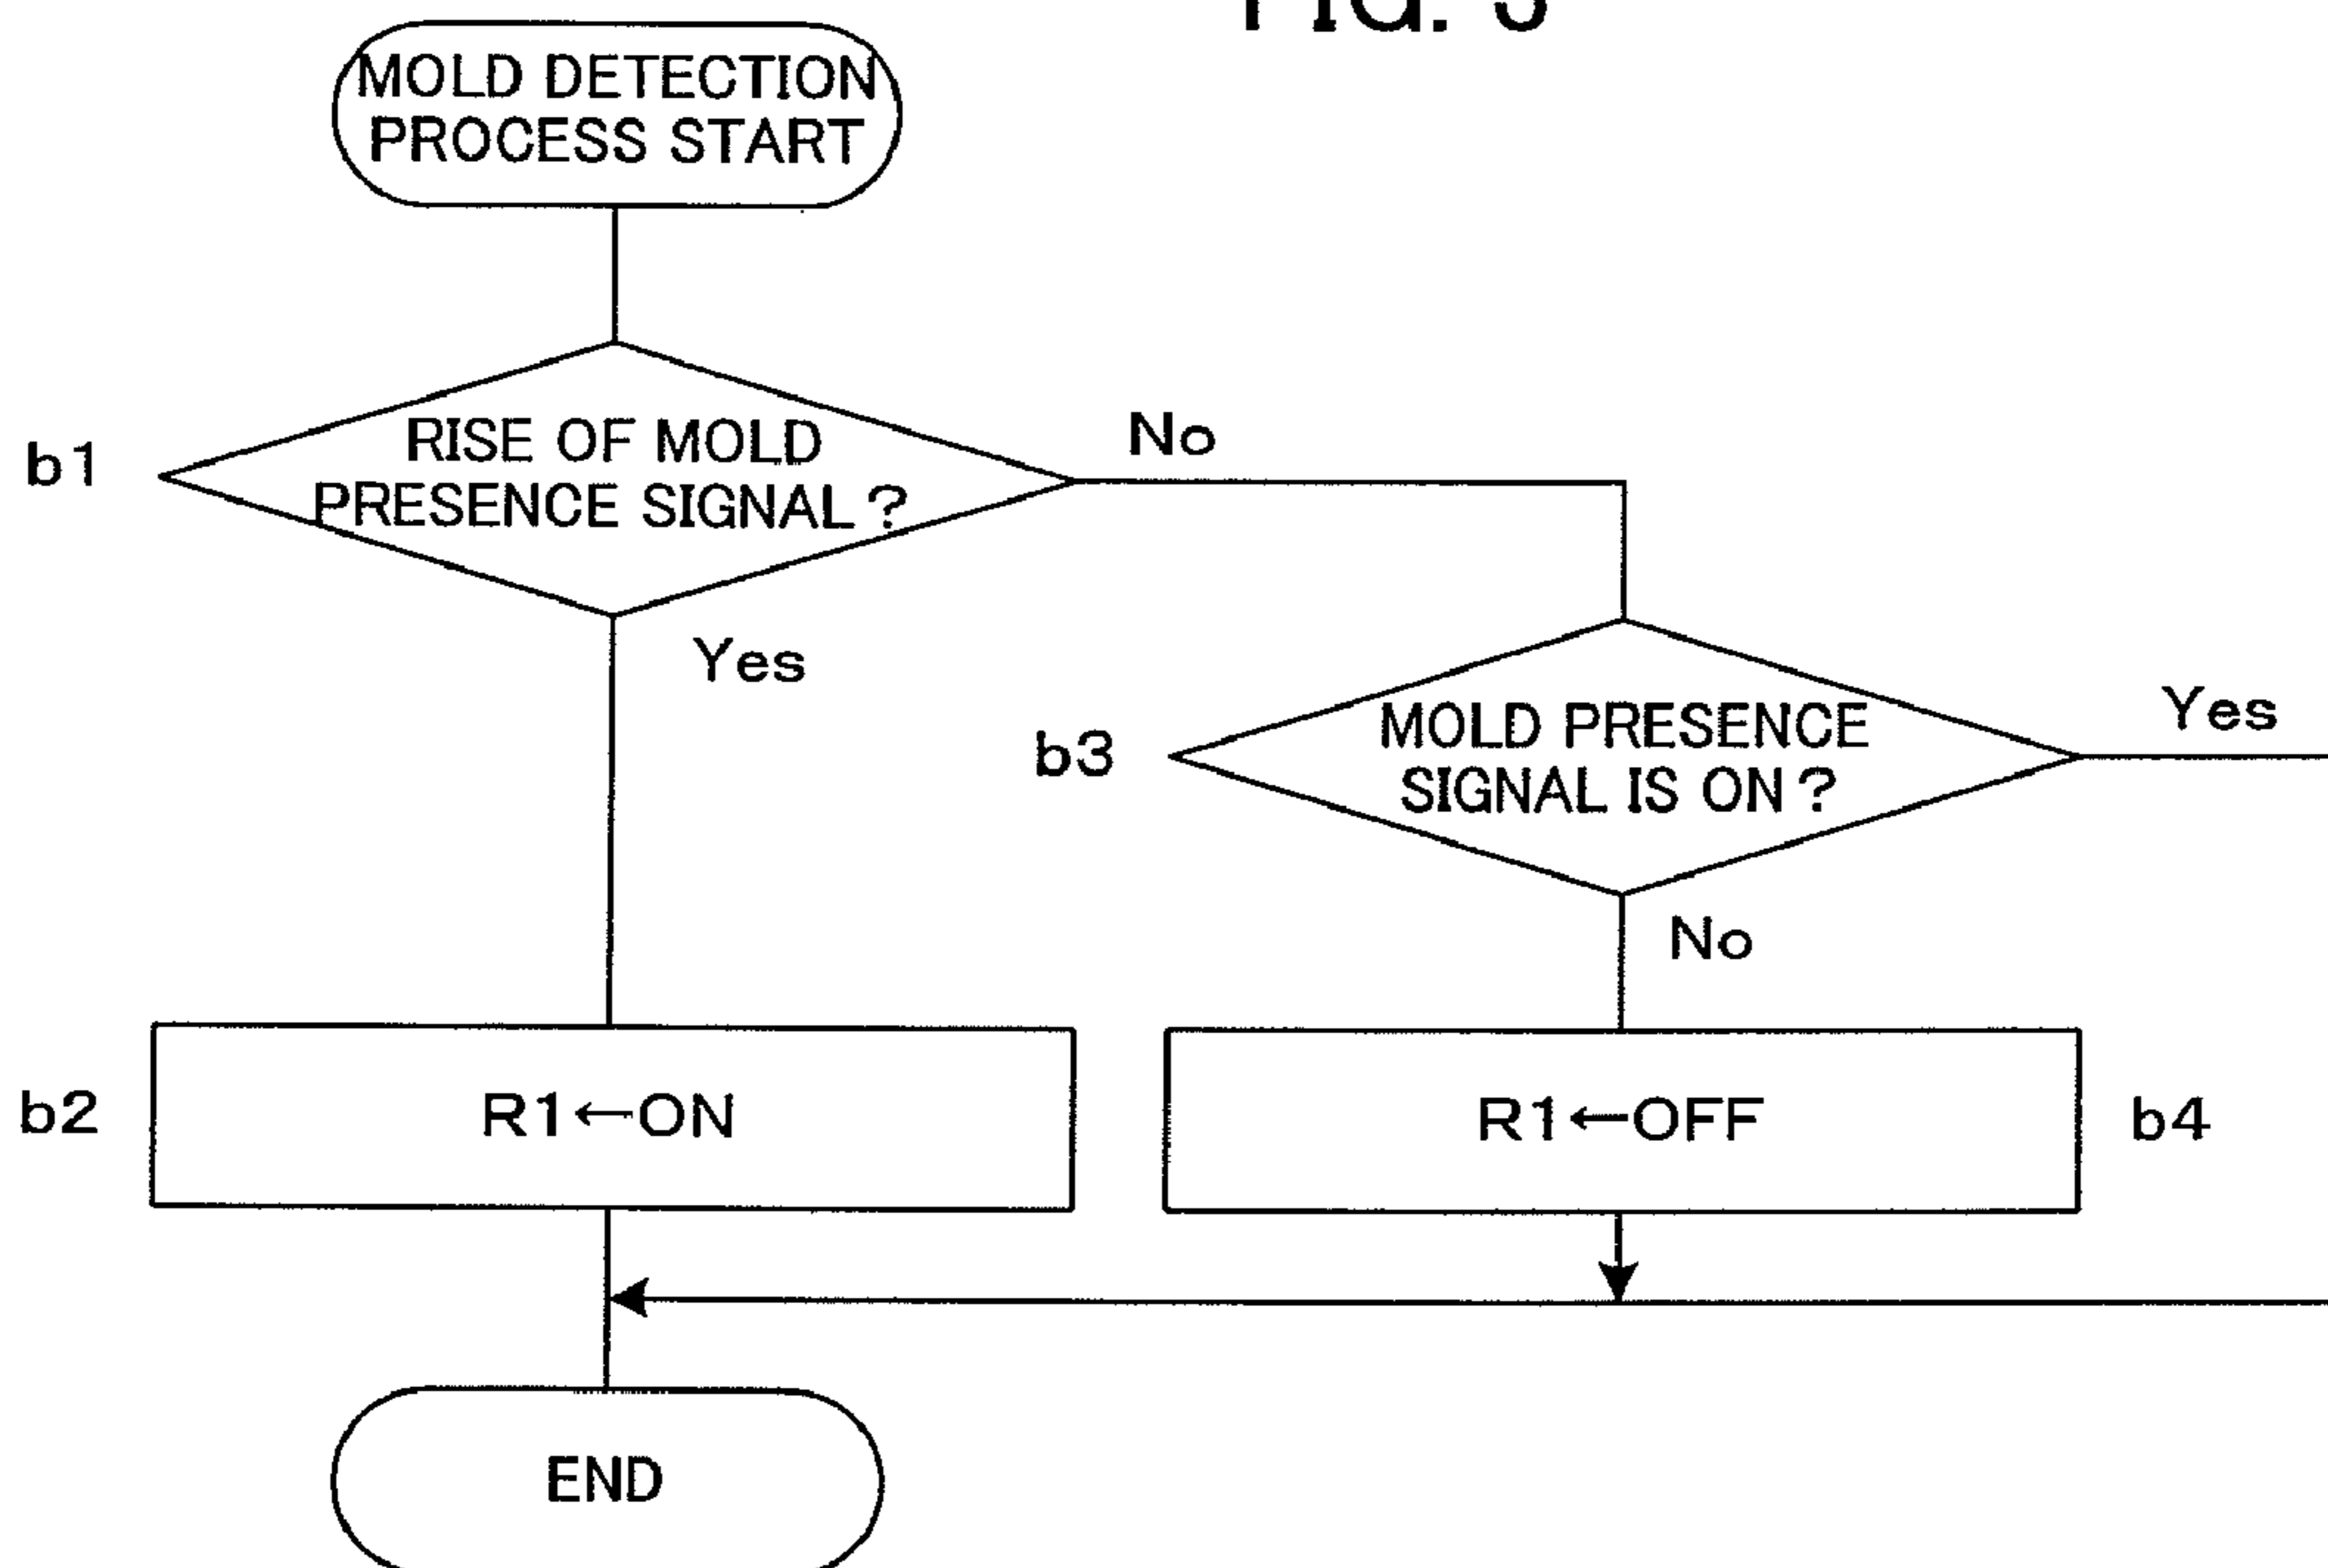 FIG.
MOLD DETECTION
PROCESS START
b1
RISE OF MOLD
PRESENCE SIGNAL ?
No
Yes
b3
MOLD PRESENCE
SIGNAL IS ON ?
Yes
No
b2
R1←ON
R1←OFF
b4
END